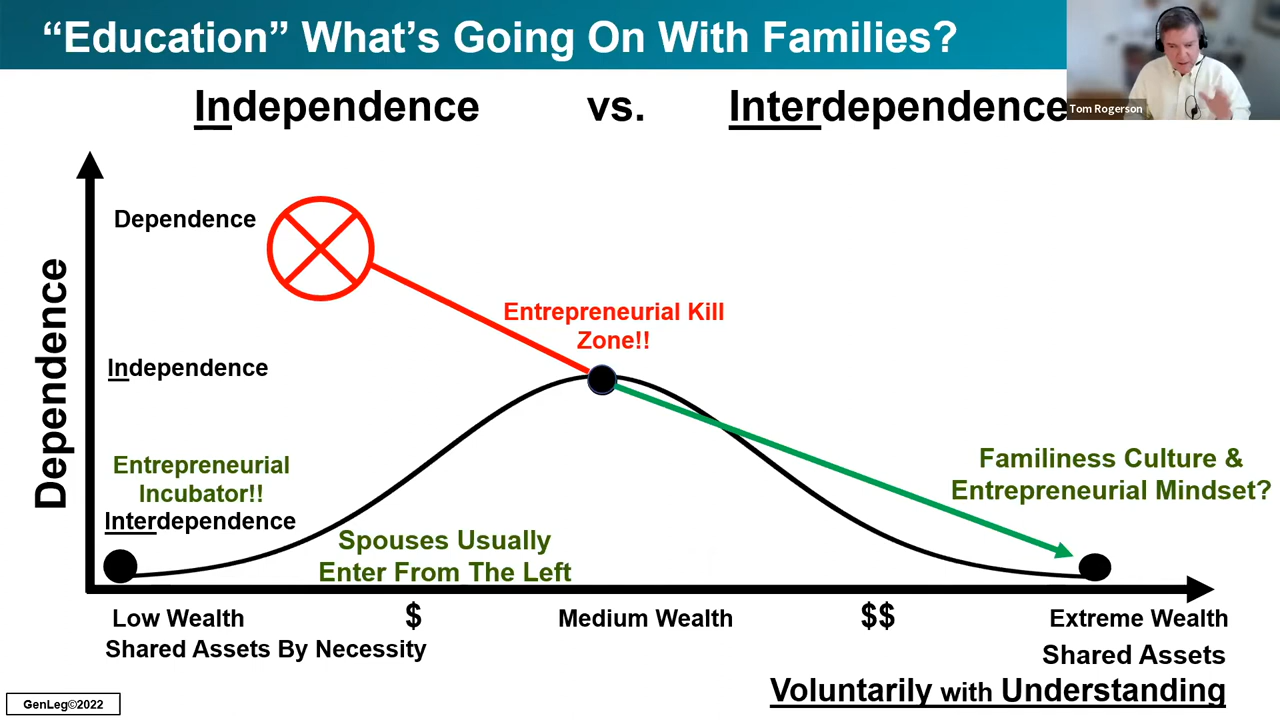 “Education” What’s Going On With Families?
Tom Rogerson
Independence vs. Interdependence
Dependence
Dependence
Entrepreneurial Kill
Zone!!
Independence
Entrepreneurial
Incubator!!
Interdependence
Familiness Culture &
Entrepreneurial Mindset?
Spouses Usually
Enter From The Left
Low Wealth $ Medium Wealth $$ Extreme Wealth
Shared Assets By Necessity
Shared Assets
Voluntarily with Understanding
GenLeg©2022